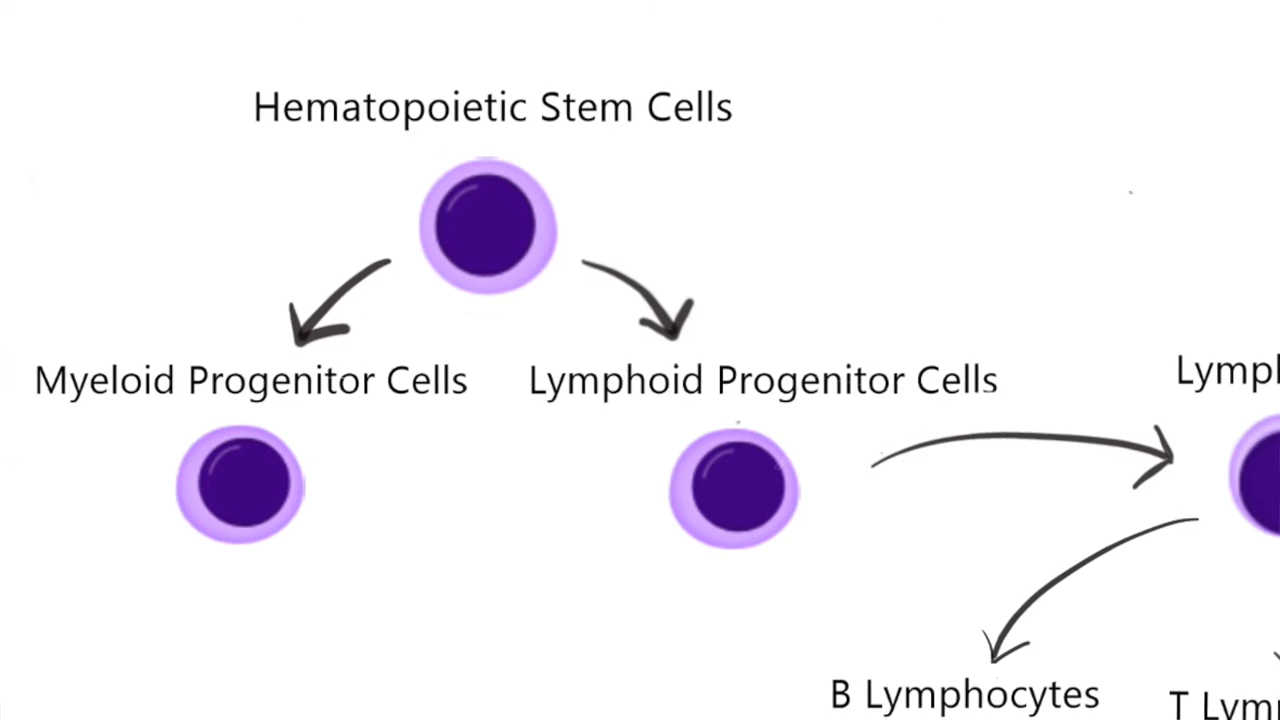 Hematopoietic Stem Cells
Myeloid Progenitor Cells
Lymphoid Progenitor Cells
B Lymphocytes
T